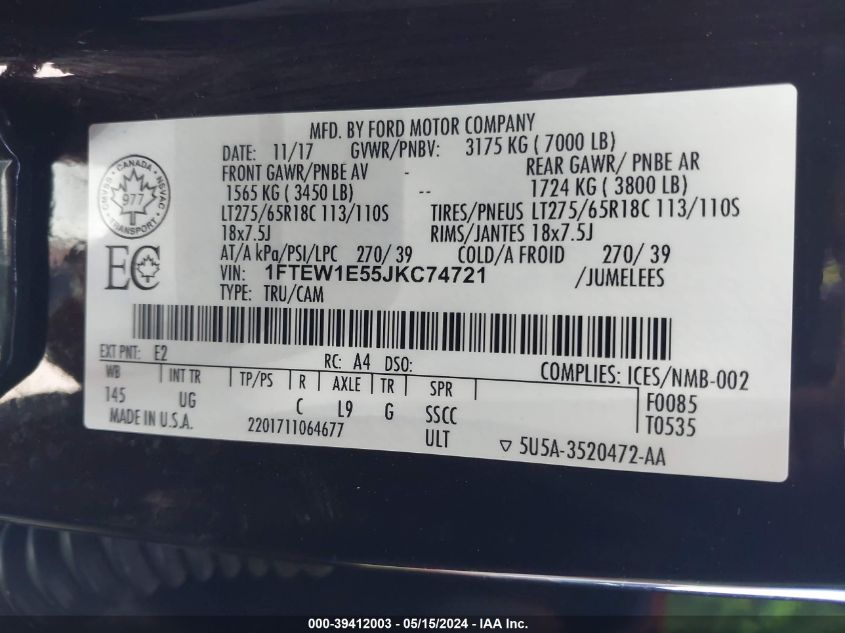 MFD. BY FORD MOTOR COMPANY
DATE: 11/17 GVWR/PNBV: 3175 KG ( 7000 LB)
FRONT GAWR/PNBE AV - REAR GAWR/ PNBE AR
1565 KG ( 3450 LB) -- 1724 KG ( 3800 LB)
LT275/65R18C 113/110S TIRES/PNEUS LT275/65R18C 113/110S
18x7.5J RIMS/JANTES 18x7.5J
AT/A kPa/PSI/LPC 270/ 39 COLD/A FROID 270/ 39
VIN: 1FTEW1E55JKC74721 /JUMELEES
TYPE: TRU/CAM
CMVSS - CANADA - NSVAC
977
TRANSPORT
EC
EXT PNT: E2 RC: A4 DSO: COMPLIES: ICES/NMB-002
WB INT TR TP/PS R AXLE TR SPR F0085
145 UG C L9 G SSCC T0535
MADE IN U.S.A. 2201711064677 ULT ▽ 5U5A-3520472-AA
000-39412003 - 05/15/2024 - IAA Inc.